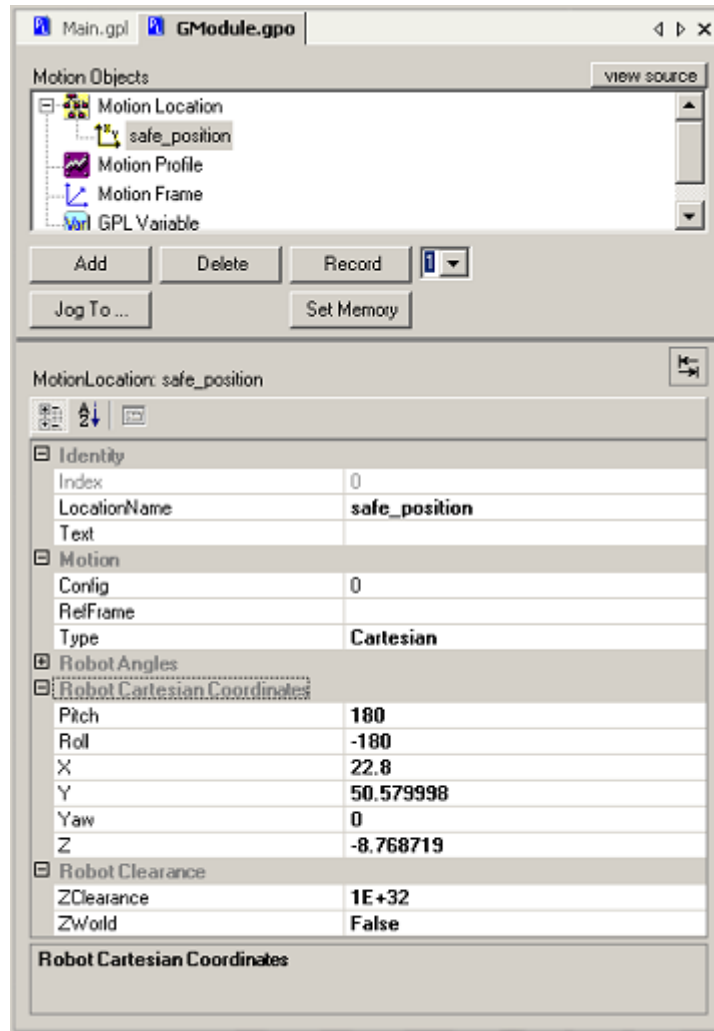 Main.gpl GModule.gpo
Motion Objects view source
Motion Location
safe_position
Motion Profile
Motion Frame
Var GPL Variable
Add Delete Record 1
Jog To ... Set Memory
MotionLocation: safe_position
Identity
Index 0
LocationName safe_position
Text
Motion
Config 0
RefFrame
Type Cartesian
Robot Angles
Robot Cartesian Coordinates
Pitch 180
Roll -180
X 22.8
Y 50.579998
Yaw 0
Z -8.768719
Robot Clearance
ZClearance 1E+32
ZWorld False
Robot Cartesian Coordinates